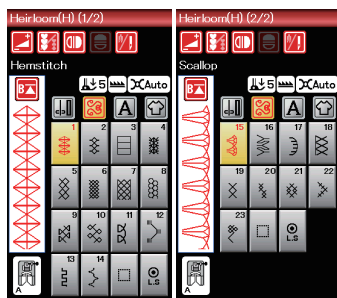 Heirloom(H) (1/2)
Hemstitch
B
5
Auto
A
1
2
3
4
5
6
7
8
9
10
11
12
13
14
L.S
A
Heirloom(H) (2/2)
Scallop
B
5
Auto
A
15
16
17
18
19
20
21
22
23
L.S
A